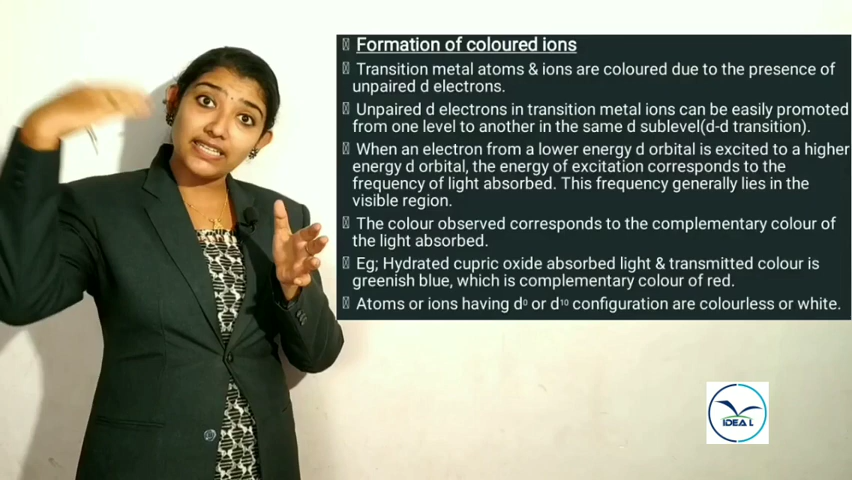 Formation of coloured ions
Transition metal atoms & ions are coloured due to the presence of
unpaired d electrons.
Unpaired d electrons in transition metal ions can be easily promoted
from one level to another in the same d sublevel(d-d transition).
When an electron from a lower energy d orbital is excited to a higher
energy d orbital, the energy of excitation corresponds to the
frequency of light absorbed. This frequency generally lies in the
visible region.
The colour observed corresponds to the complementary colour of
the light absorbed.
Eg; Hydrated cupric oxide absorbed light & transmitted colour is
greenish blue, which is complementary colour of red.
Atoms or ions having d⁰ or d¹⁰ configuration are colourless or white.
IDEAL